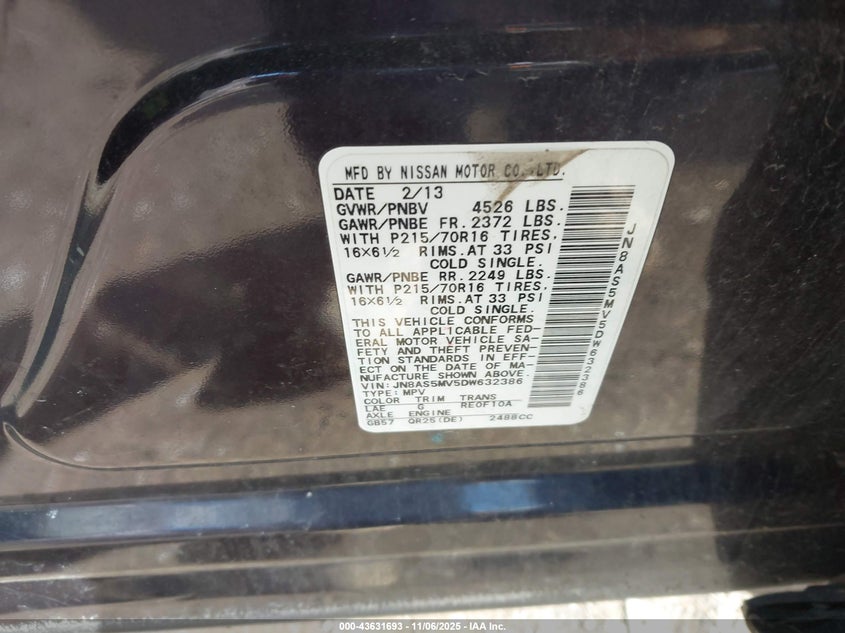 MFD BY NISSAN MOTOR CO.,LTD.
DATE 2/13
GVWR/PNBV 4526 LBS.
GAWR/PNBE FR. 2372 LBS.
WITH P215/70R16 TIRES.
16×6½ RIMS.AT 33 PSI
COLD SINGLE.
GAWR/PNBE RR. 2249 LBS.
WITH P215/70R16 TIRES.
16×6½ RIMS.AT 33 PSI
COLD SINGLE.
THIS VEHICLE CONFORMS
TO ALL APPLICABLE FED-
ERAL MOTOR VEHICLE SA-
FETY AND THEFT PREVEN-
TION STANDARDS IN EFF-
ECT ON THE DATE OF MA-
NUFACTURE SHOWN ABOVE.
VIN: JN8AS5MV5DW632386
TYPE: MPV
COLOR TRIM TRANS
LAE G RE0F10A
AXLE ENGINE
GB57 QR25(DE) 2488CC
JN8AS5MV5DW632386
000-43631693 - 11/06/2025 - IAA Inc.